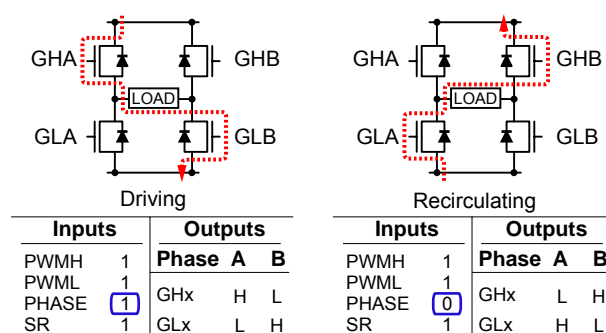 GHA GHB
LOAD
GLA GLB
Driving
Inputs Outputs
PWMH 1 Phase A B
PWML 1
PHASE 1 GHx H L
SR 1 GLx L H
GHA GHB
LOAD
GLA GLB
Recirculating
Inputs Outputs
PWMH 1 Phase A B
PWML 1
PHASE 0 GHx L H
SR 1 GLx H L